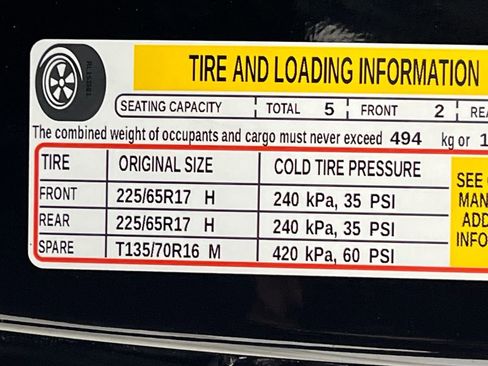 TIRE AND LOADING INFORMATION
SEATING CAPACITY TOTAL 5 FRONT 2
The combined weight of occupants and cargo must never exceed 494 kg or
TIRE ORIGINAL SIZE COLD TIRE PRESSURE
SEE
FRONT 225/65R17 H 240 kPa, 35 PSI
REAR 225/65R17 H 240 kPa, 35 PSI
SPARE T135/70R16 M 420 kPa, 60 PSI